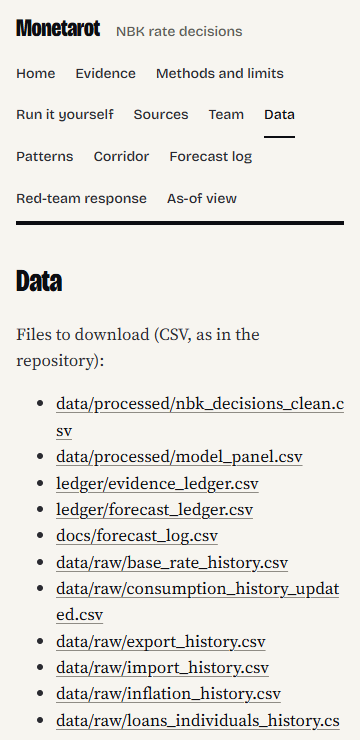 Monetarot NBK rate decisions
Home Evidence Methods and limits
Run it yourself Sources Team Data
Patterns Corridor Forecast log
Red-team response As-of view
Data
Files to download (CSV, as in the
repository):
data/processed/nbk_decisions_clean.c
sv
data/processed/model_panel.csv
ledger/evidence_ledger.csv
ledger/forecast_ledger.csv
docs/forecast_log.csv
data/raw/base_rate_history.csv
data/raw/consumption_history_updat
ed.csv
data/raw/export_history.csv
data/raw/import_history.csv
data/raw/inflation_history.csv
data/raw/loans_individuals_history.cs